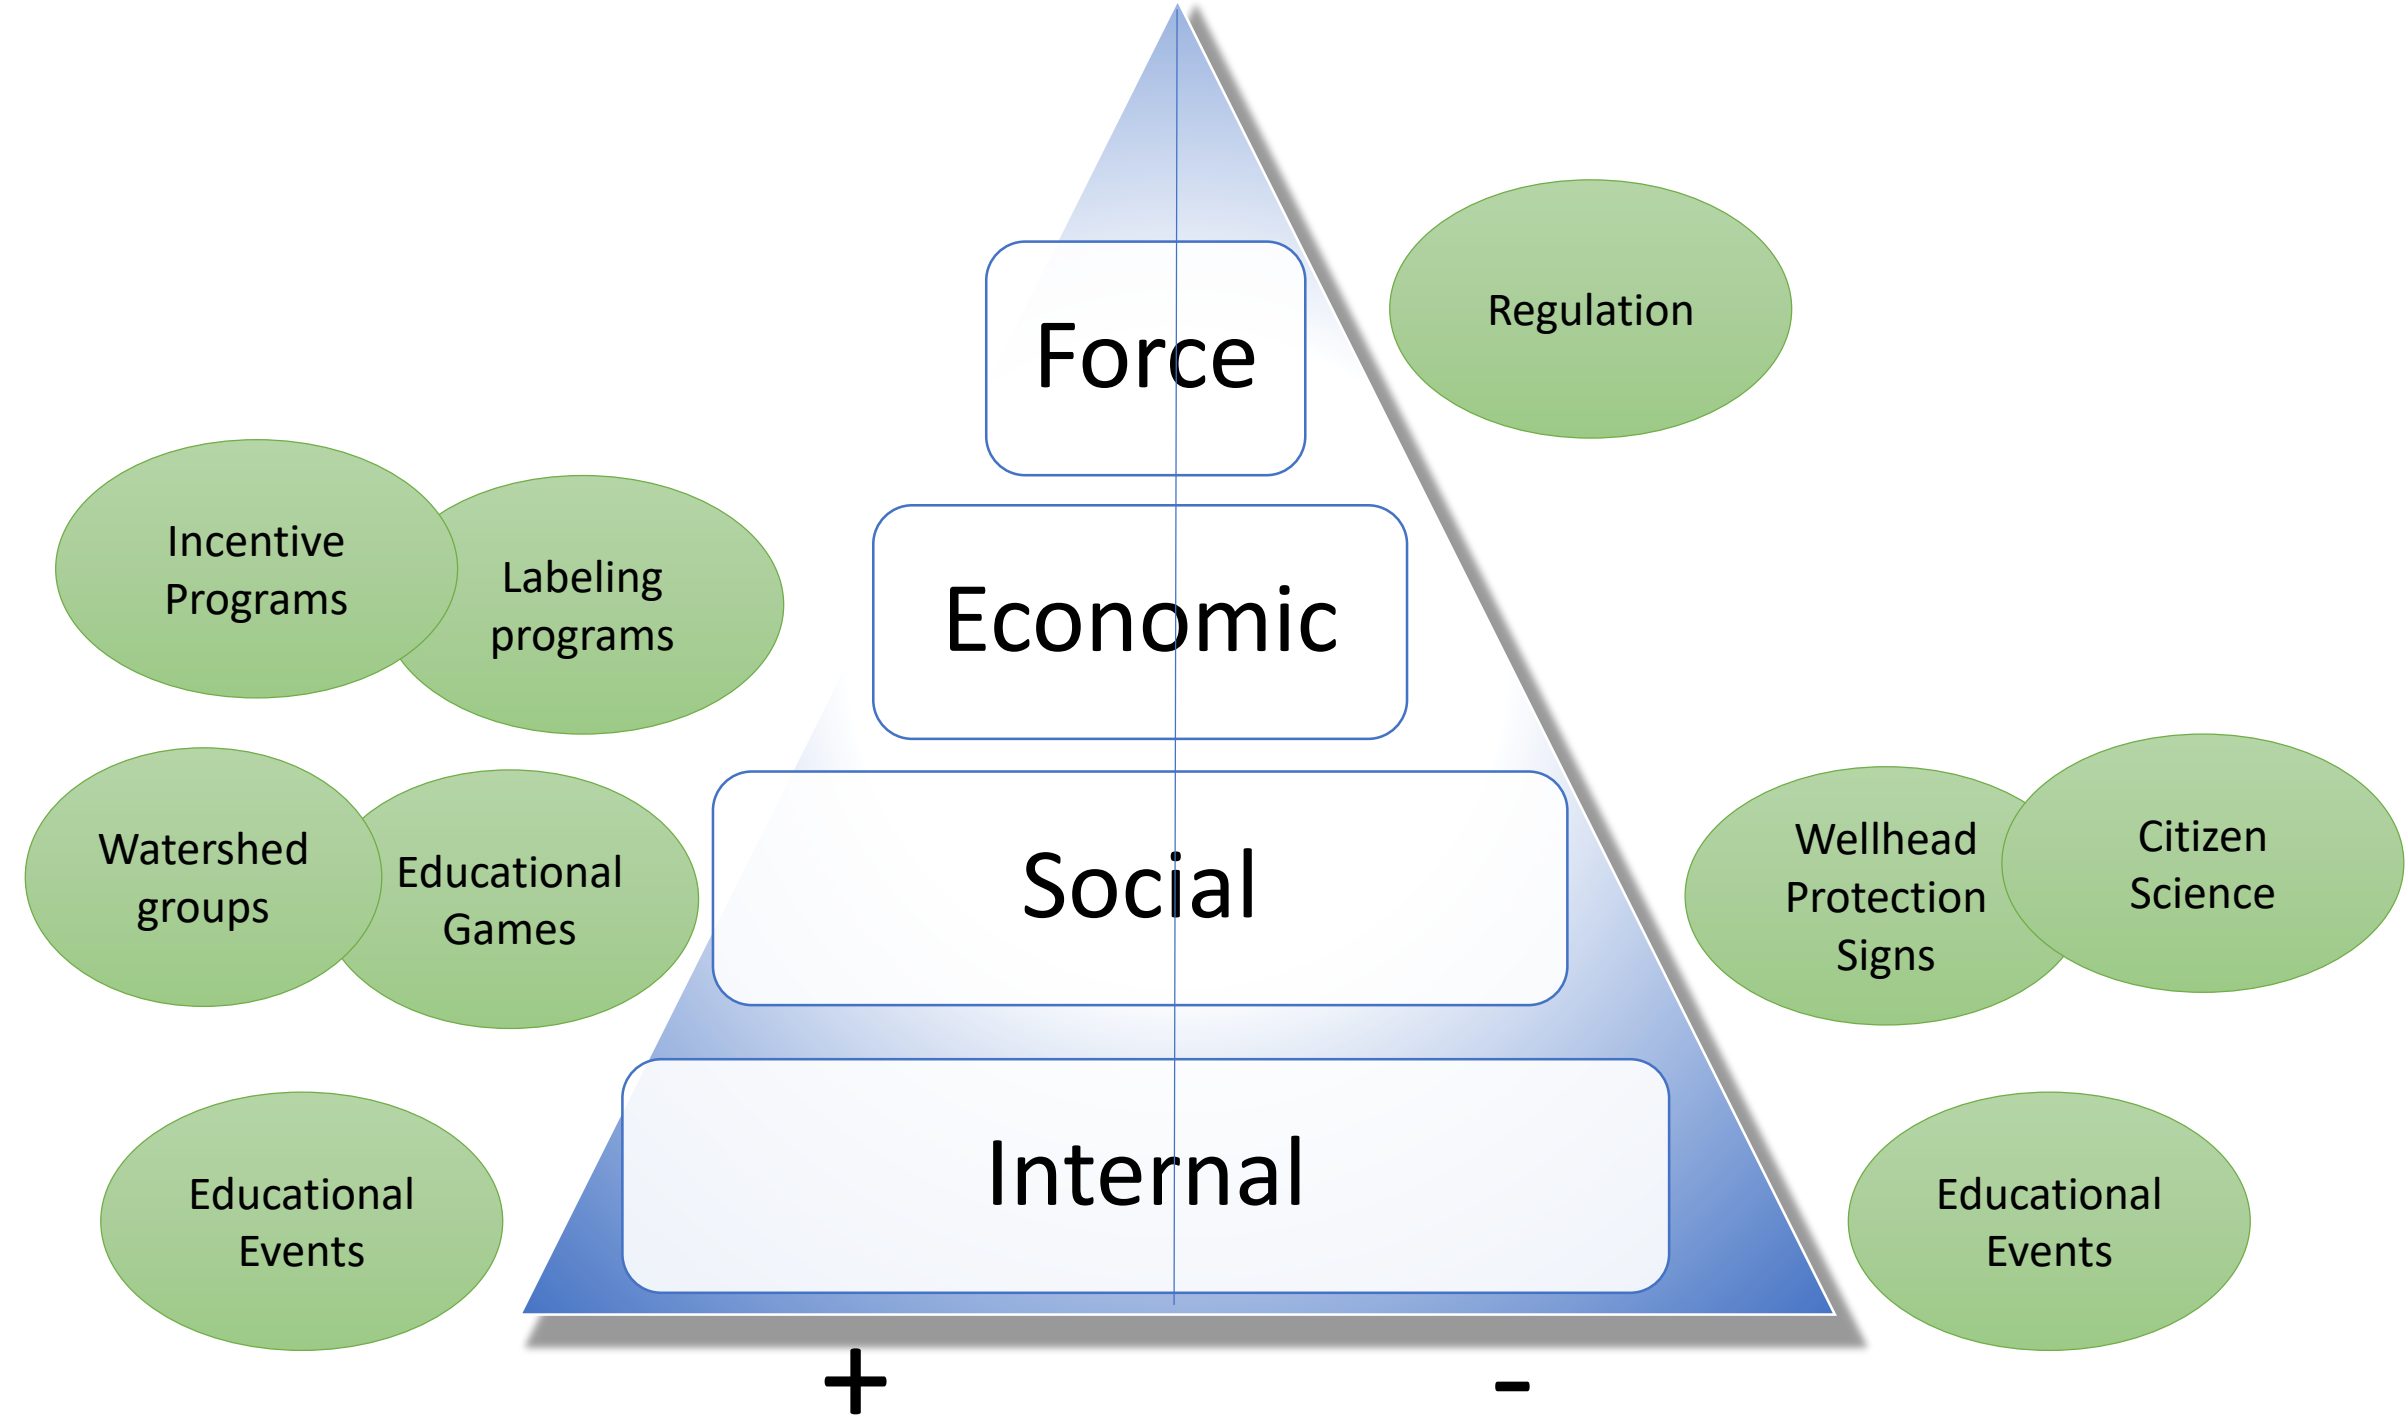 Force
Regulation
Incentive
Programs
Labeling
programs
Economic
Watershed
groups
Educational
Games
Social
Wellhead
Protection
Signs
Citizen
Science
Educational
Events
Internal
Educational
Events
+
-